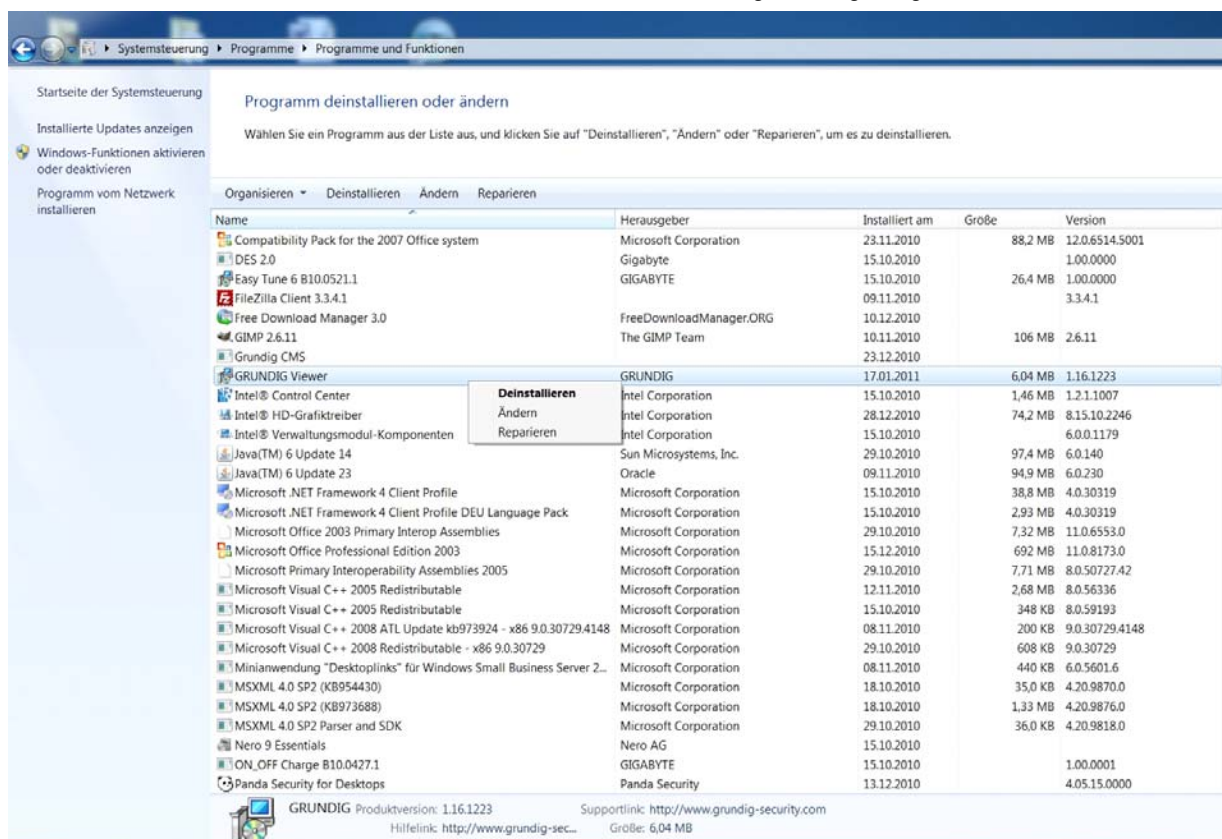 Systemsteuerung ▸ Programme ▸ Programme und Funktionen
Startseite der Systemsteuerung
Installierte Updates anzeigen
Windows-Funktionen aktivieren
oder deaktivieren
Programm vom Netzwerk
installieren
Programm deinstallieren oder ändern
Wählen Sie ein Programm aus der Liste aus, und klicken Sie auf "Deinstallieren", "Ändern" oder "Reparieren", um es zu deinstallieren.
Organisieren Deinstallieren Ändern Reparieren
Name Herausgeber Installiert am Größe Version
Compatibility Pack for the 2007 Office system Microsoft Corporation 23.11.2010 88,2 MB 12.0.6514.5001
DES 2.0 Gigabyte 15.10.2010 1.00.0000
Easy Tune 6 B10.0521.1 GIGABYTE 15.10.2010 26,4 MB 1.00.0000
FileZilla Client 3.3.4.1 09.11.2010 3.3.4.1
Free Download Manager 3.0 FreeDownloadManager.ORG 10.12.2010
GIMP 2.6.11 The GIMP Team 10.11.2010 106 MB 2.6.11
Grundig CMS 23.12.2010
GRUNDIG Viewer GRUNDIG 17.01.2011 6,04 MB 1.16.1223
Intel® Control Center Intel Corporation 15.10.2010 1,46 MB 1.2.1.1007
Intel® HD-Grafiktreiber Intel Corporation 28.12.2010 74,2 MB 8.15.10.2246
Intel® Verwaltungsmodul-Komponenten Intel Corporation 15.10.2010 6.0.0.1179
Deinstallieren
Ändern
Reparieren
Java(TM) 6 Update 14 Sun Microsystems, Inc. 29.10.2010 97,4 MB 6.0.140
Java(TM) 6 Update 23 Oracle 09.11.2010 94,9 MB 6.0.230
Microsoft .NET Framework 4 Client Profile Microsoft Corporation 15.10.2010 38,8 MB 4.0.30319
Microsoft .NET Framework 4 Client Profile DEU Language Pack Microsoft Corporation 15.10.2010 2,93 MB 4.0.30319
Microsoft Office 2003 Primary Interop Assemblies Microsoft Corporation 29.10.2010 7,32 MB 11.0.6553.0
Microsoft Office Professional Edition 2003 Microsoft Corporation 15.12.2010 692 MB 11.0.8173.0
Microsoft Primary Interoperability Assemblies 2005 Microsoft Corporation 29.10.2010 7,71 MB 8.0.50727.42
Microsoft Visual C++ 2005 Redistributable Microsoft Corporation 12.11.2010 2,68 MB 8.0.56336
Microsoft Visual C++ 2005 Redistributable Microsoft Corporation 15.10.2010 348 KB 8.0.59193
Microsoft Visual C++ 2008 ATL Update kb973924 - x86 9.0.30729.4148 Microsoft Corporation 08.11.2010 200 KB 9.0.30729.4148
Microsoft Visual C++ 2008 Redistributable - x86 9.0.30729 Microsoft Corporation 29.10.2010 608 KB 9.0.30729
Minianwendung "Desktoplinks" für Windows Small Business Server 2... Microsoft Corporation 08.11.2010 440 KB 6.0.5601.6
MSXML 4.0 SP2 (KB954430) Microsoft Corporation 18.10.2010 35,0 KB 4.20.9870.0
MSXML 4.0 SP2 (KB973688) Microsoft Corporation 18.10.2010 1,33 MB 4.20.9876.0
MSXML 4.0 SP2 Parser and SDK Microsoft Corporation 29.10.2010 36,0 KB 4.20.9818.0
Nero 9 Essentials Nero AG 15.10.2010
ON_OFF Charge B10.0427.1 GIGABYTE 15.10.2010 1.00.0001
Panda Security for Desktops Panda Security 13.12.2010 4.05.15.0000
GRUNDIG Produktversion: 1.16.1223 Supportlink: http://www.grundig-security.com
Hilfelink: http://www.grundig-sec... Größe: 6,04 MB